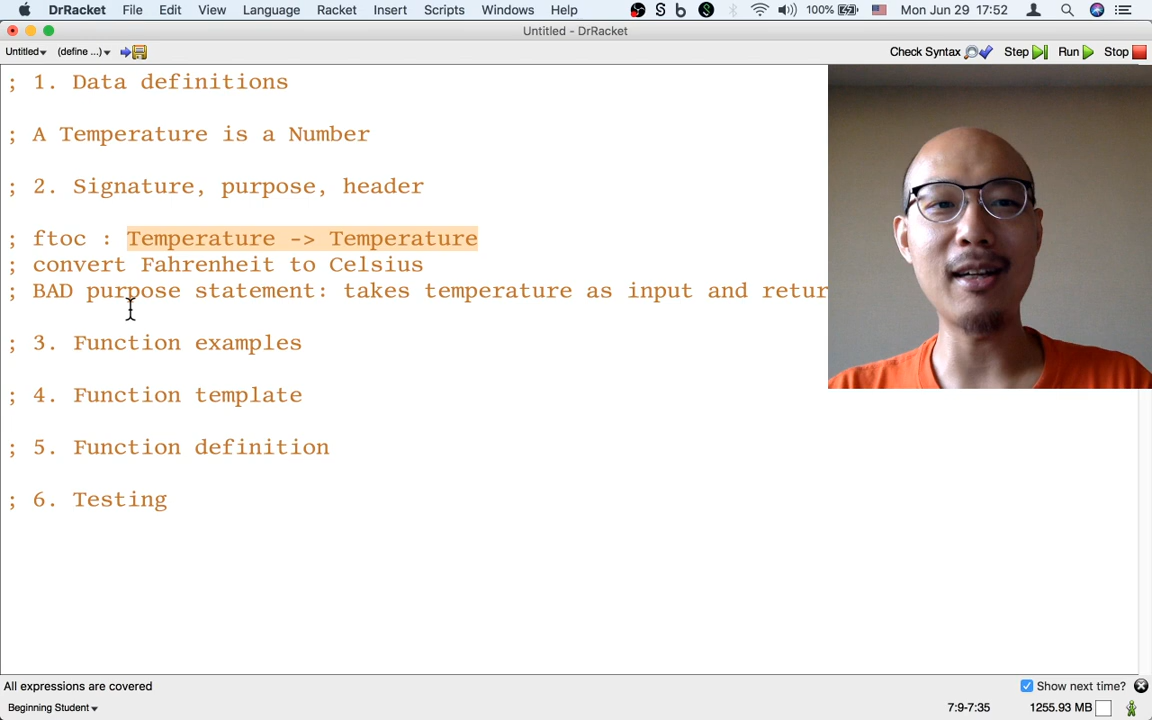 DrRacket File Edit View Language Racket Insert Scripts Windows Help 100% Mon Jun 29 17:52
Untitled - DrRacket
Untitled (define ...) Check Syntax Step Run Stop
; 1. Data definitions
; A Temperature is a Number
; 2. Signature, purpose, header
; ftoc : Temperature -> Temperature
; convert Fahrenheit to Celsius
; BAD purpose statement: takes temperature as input and retur
; 3. Function examples
; 4. Function template
; 5. Function definition
; 6. Testing
All expressions are covered Show next time?
Beginning Student 7:9-7:35 1255.93 MB